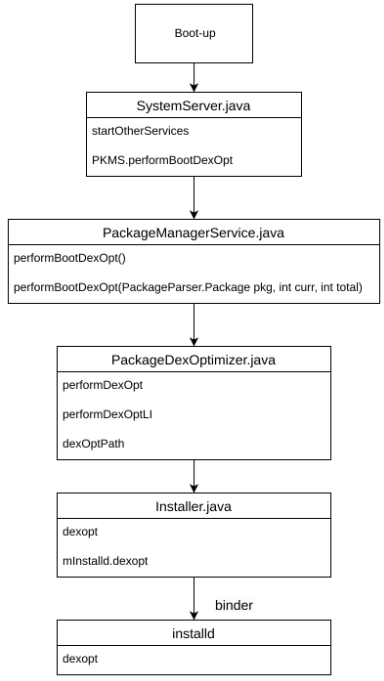 Boot-up
SystemServer.java
startOtherServices
PKMS.performBootDexOpt
PackageManagerService.java
performBootDexOpt()
performBootDexOpt(PackageParser.Package pkg, int curr, int total)
PackageDexOptimizer.java
performDexOpt
performDexOptLI
dexOptPath
Installer.java
dexopt
mInstalld.dexopt
binder
installd
dexopt